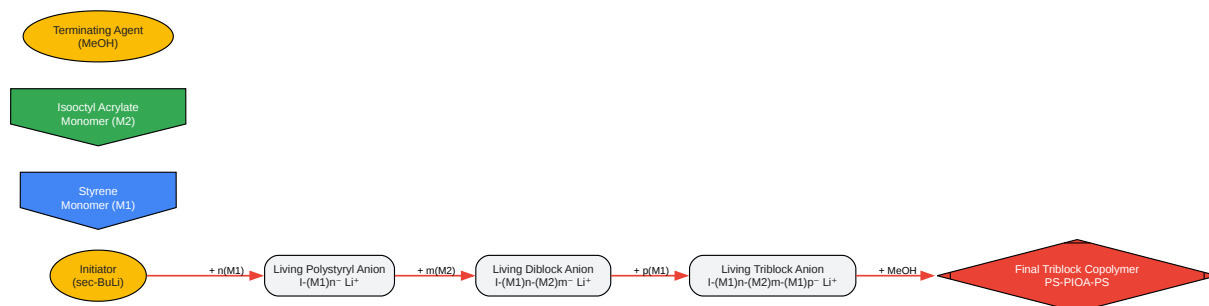 Terminating Agent
(MeOH)
Isooctyl Acrylate
Monomer (M2)
Styrene
Monomer (M1)
Initiator
(sec-BuLi)
+ n(M1)
Living Polystyryl Anion
I-(M1)n⁻ Li⁺
+ m(M2)
Living Diblock Anion
I-(M1)n-(M2)m⁻ Li⁺
+ p(M1)
Living Triblock Anion
I-(M1)n-(M2)m-(M1)p⁻ Li⁺
+ MeOH
Final Triblock Copolymer
PS-PIOA-PS